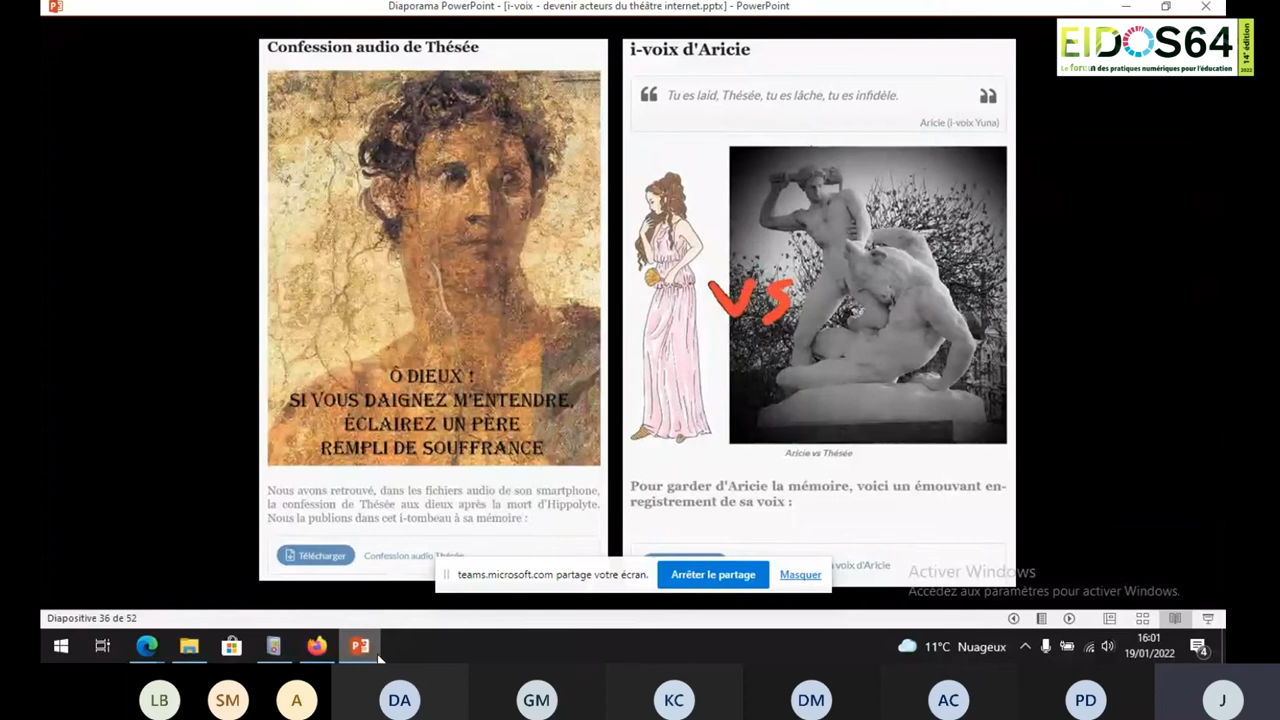 Diaporama PowerPoint - [i-voix - devenir acteurs du théâtre internet.pptx] - PowerPoint
EIDOS64
14e édition
2022
Le forum des pratiques numériques pour l'éducation
Confession audio de Thésée
Ô DIEUX !
SI VOUS DAIGNEZ M'ENTENDRE,
ÉCLAIREZ UN PÈRE
REMPLI DE SOUFFRANCE
Nous avons retrouvé, dans les fichiers audio de son smartphone,
la confession de Thésée aux dieux après la mort d'Hippolyte.
Nous la publions dans cet i-tombeau à sa mémoire :
Télécharger
Confession audio Thésée
i-voix d'Aricie
Tu es laid, Thésée, tu es lâche, tu es infidèle.
Aricie (i-voix Yuna)
VS
Aricie vs Thésée
Pour garder d'Aricie la mémoire, voici un émouvant en-
registrement de sa voix :
voix d'Aricie
teams.microsoft.com partage votre écran.
Arrêter le partage
Masquer
Activer Windows
Accédez aux paramètres pour activer Windows.
Diapositive 36 de 52
11°C Nuageux
16:01
19/01/2022
4
LB
SM
A
DA
GM
KC
DM
AC
PD
J